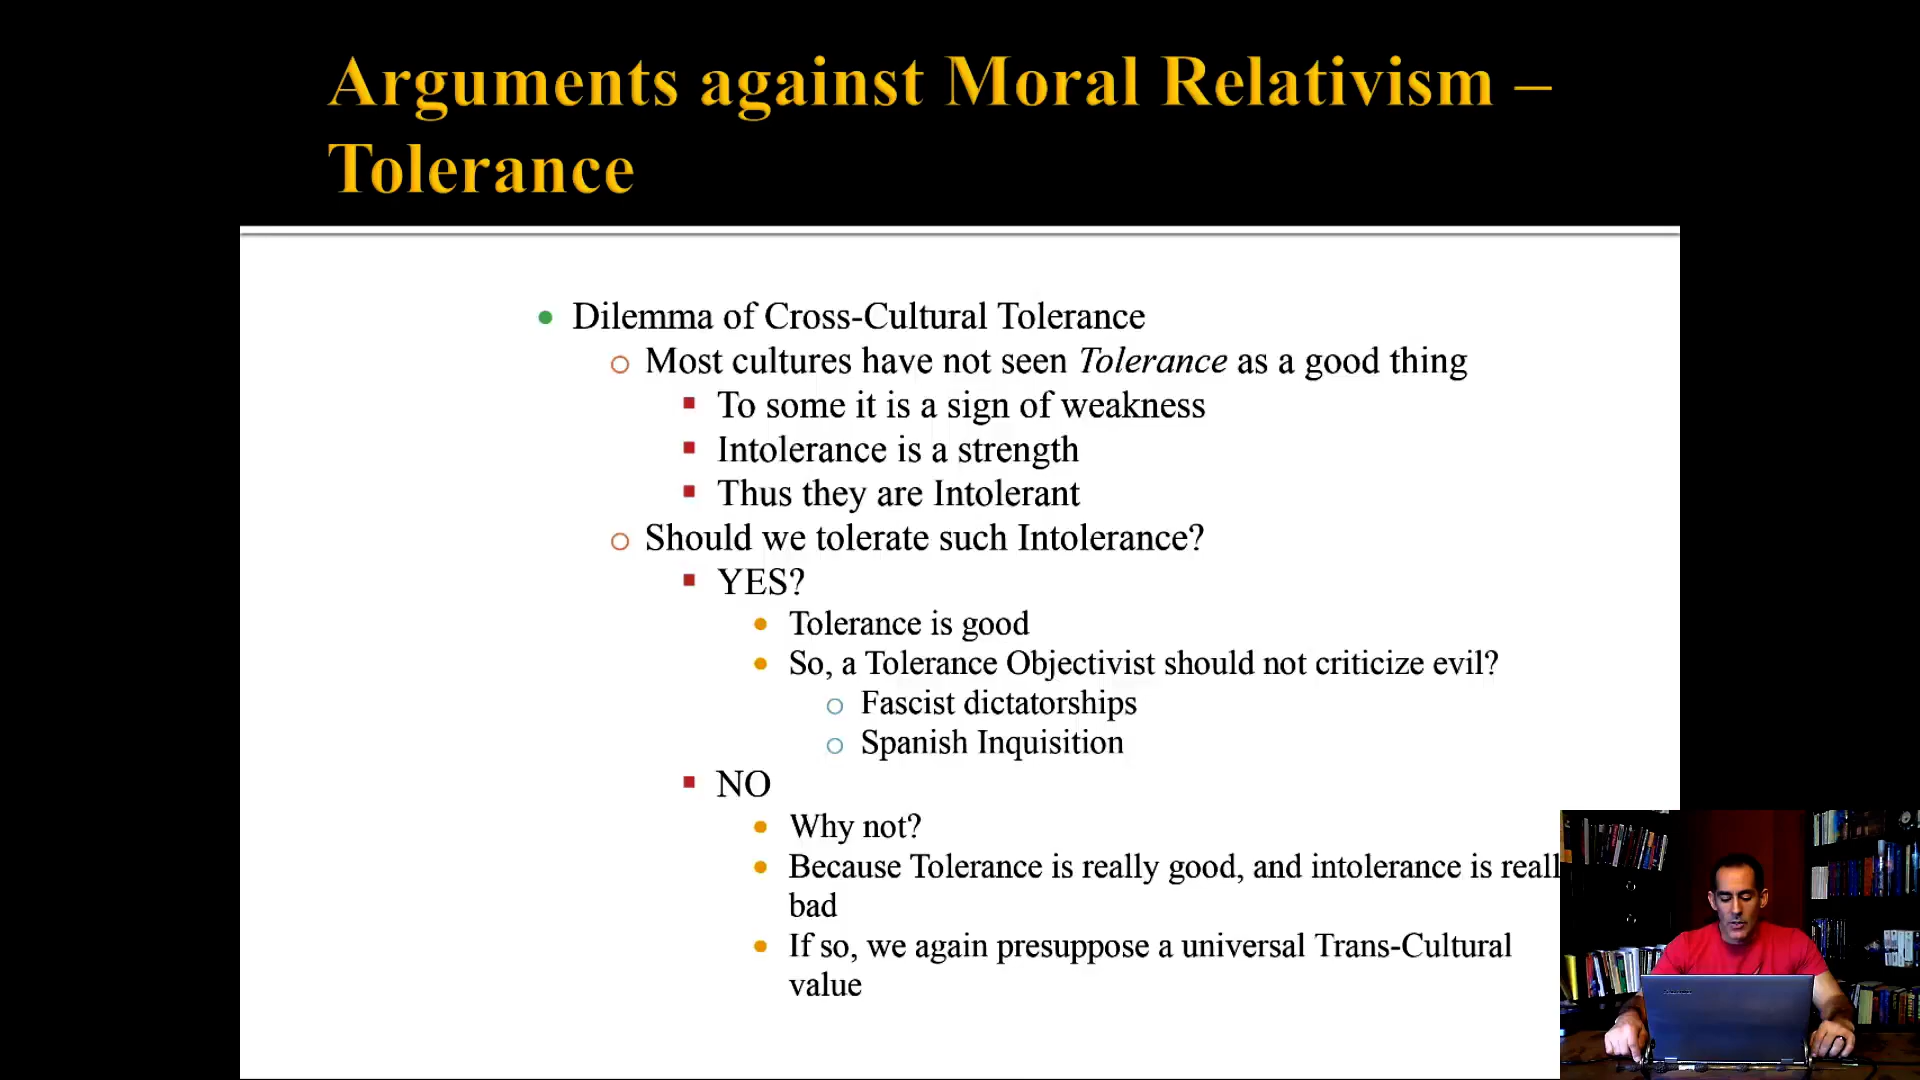 Arguments against Moral Relativism –
Tolerance
Dilemma of Cross-Cultural Tolerance
Most cultures have not seen Tolerance as a good thing
To some it is a sign of weakness
Intolerance is a strength
Thus they are Intolerant
Should we tolerate such Intolerance?
YES?
Tolerance is good
So, a Tolerance Objectivist should not criticize evil?
Fascist dictatorships
Spanish Inquisition
NO
Why not?
Because Tolerance is really good, and intolerance is reall
bad
If so, we again presuppose a universal Trans-Cultural
value